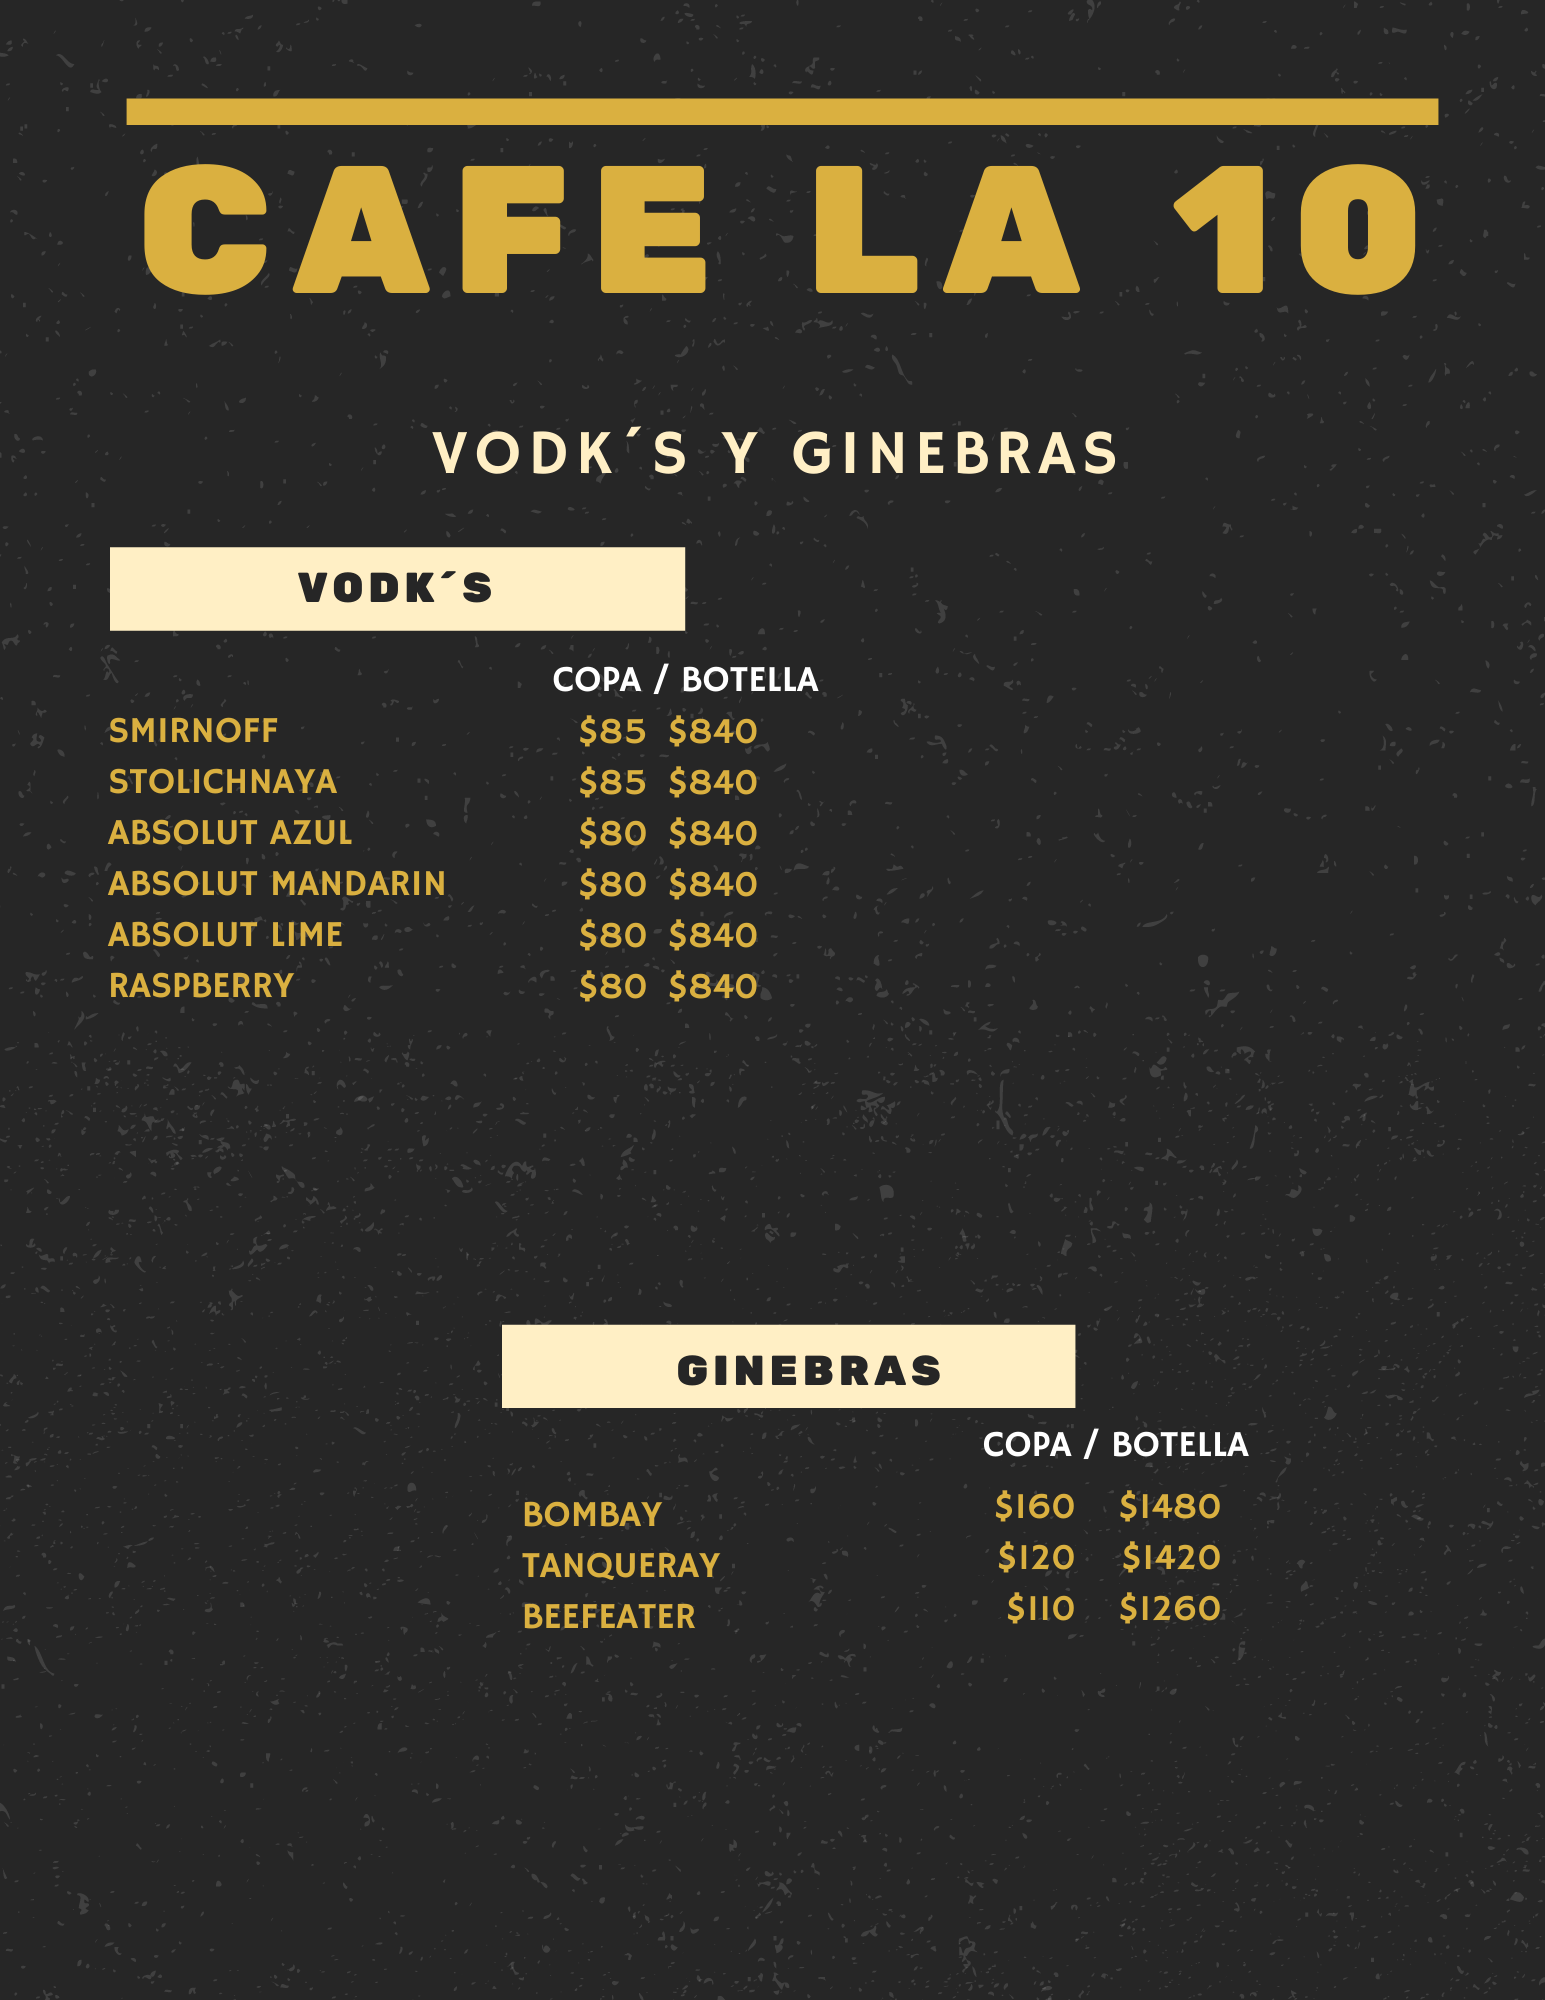 CAFE LA 10
VODK´S Y GINEBRAS
VODK´S
COPA / BOTELLA
SMIRNOFF $85 $840
STOLICHNAYA $85 $840
ABSOLUT AZUL $80 $840
ABSOLUT MANDARIN $80 $840
ABSOLUT LIME $80 $840
RASPBERRY $80 $840
GINEBRAS
COPA / BOTELLA
BOMBAY $160 $1480
TANQUERAY $120 $1420
BEEFEATER $110 $1260